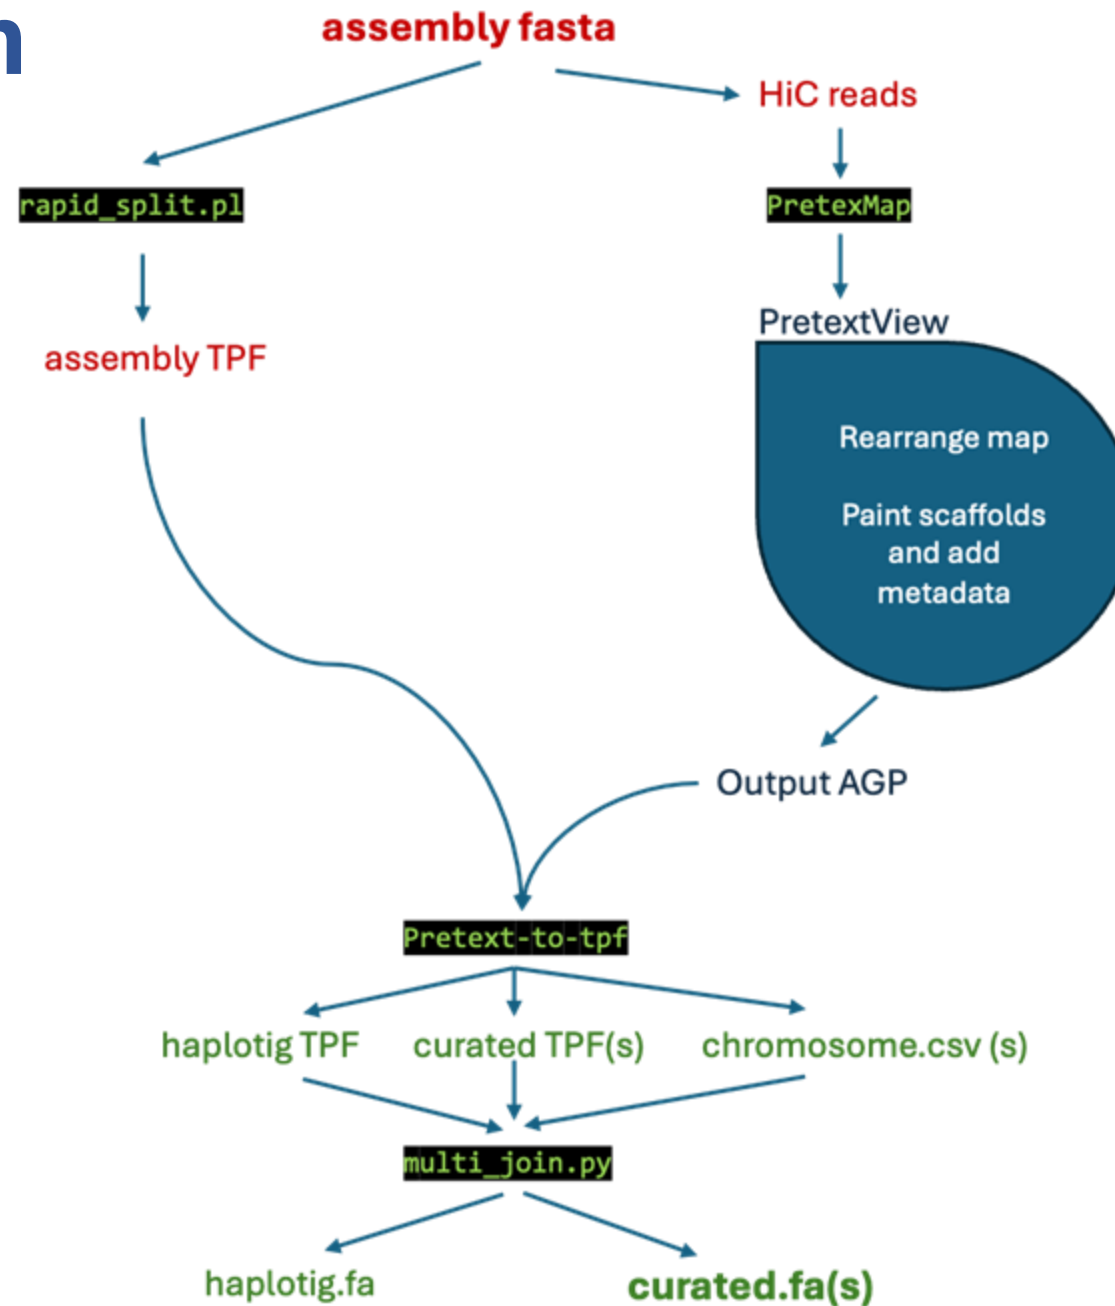 n
assembly fasta
HiC reads
rapid_split.pl
PretexMap
PretextView
assembly TPF
Rearrange map
Paint scaffolds
and add
metadata
Output AGP
Pretext-to-tpf
haplotig TPF
curated TPF(s)
chromosome.csv (s)
multi_join.py
haplotig.fa
curated.fa(s)